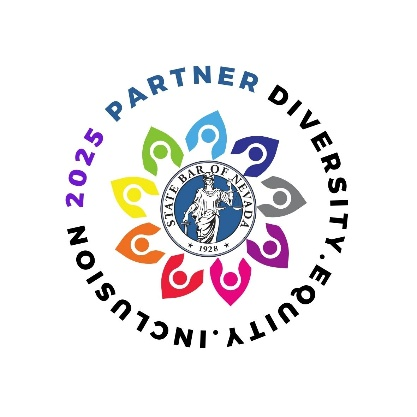 2025 PARTNER DIVERSITY.EQUITY.INCLUSION
STATE BAR OF NEVADA
1928